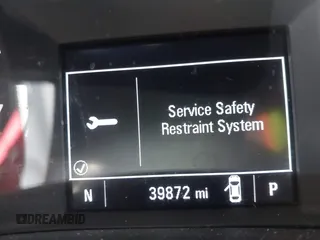 Service Safety
Restraint System
N 39872 mi P
DREAMBID